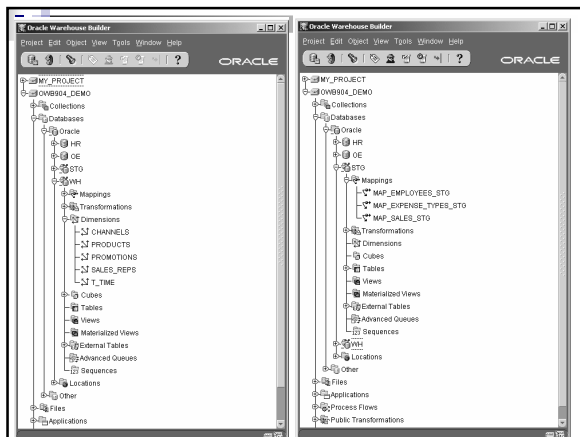 Oracle Warehouse Builder
Project Edit Object View Tools Window Help
ORACLE
MY_PROJECT
OWB904_DEMO
Collections
Databases
Oracle
HR
OE
STG
WH
Mappings
Transformations
Dimensions
CHANNELS
PRODUCTS
PROMOTIONS
SALES_REPS
T_TIME
Cubes
Tables
Views
Materialized Views
External Tables
Advanced Queues
Sequences
Locations
Other
Files
Applications
Oracle Warehouse Builder
Project Edit Object View Tools Window Help
ORACLE
MY_PROJECT
OWB904_DEMO
Collections
Databases
Oracle
HR
OE
STG
Mappings
MAP_EMPLOYEES_STG
MAP_EXPENSE_TYPES_STG
MAP_SALES_STG
Transformations
Dimensions
Cubes
Tables
Views
Materialized Views
External Tables
Advanced Queues
Sequences
WH
Locations
Other
Files
Applications
Process Flows
Public Transformations